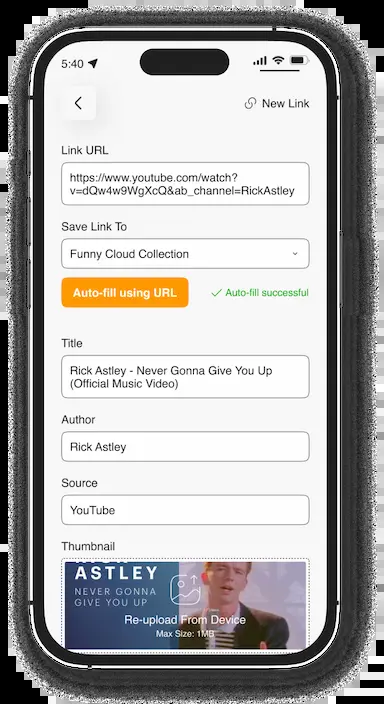 5:40
New Link
Link URL
https://www.youtube.com/watch?
v=dQw4w9WgXcQ&ab_channel=RickAstley
Save Link To
Funny Cloud Collection
Auto-fill using URL
Auto-fill successful
Title
Rick Astley - Never Gonna Give You Up
(Official Music Video)
Author
Rick Astley
Source
YouTube
Thumbnail
ASTLEY
NEVER GONNA
GIVE YOU UP
Re-upload From Device
Max Size: 1MB